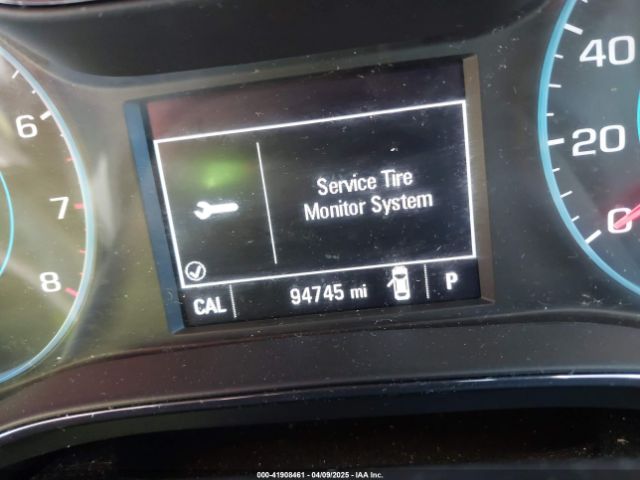 6
7
8
Service Tire
Monitor System
CAL
94745 mi
P
40
20
0
000-41908461 - 04/09/2025 - IAA Inc.